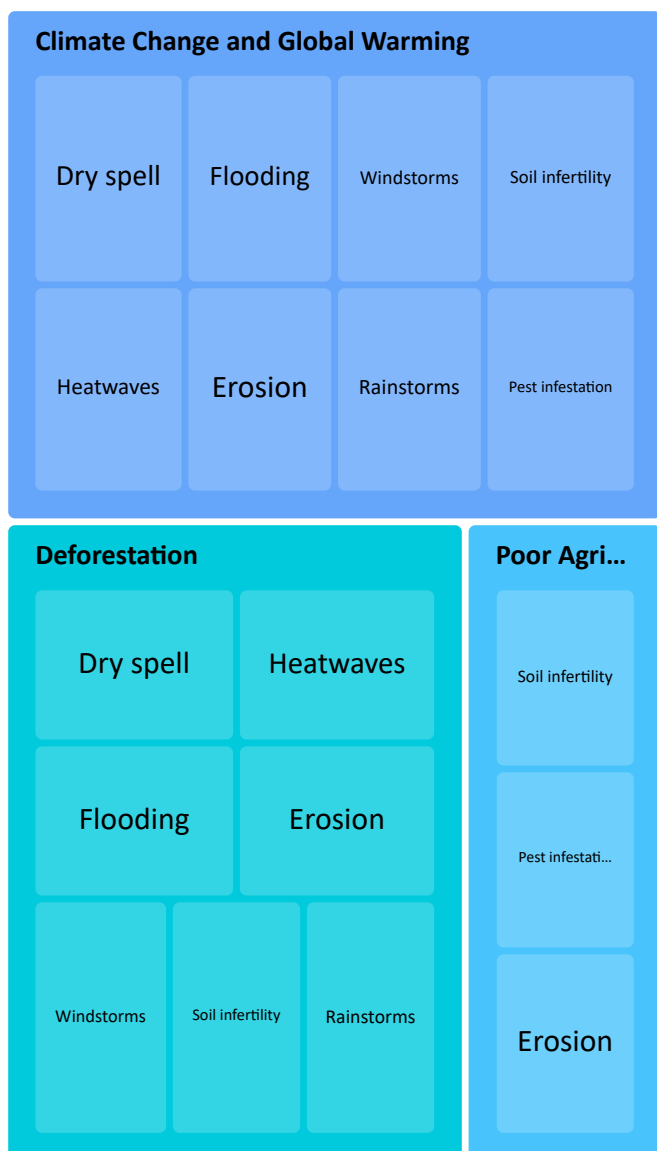 Climate Change and Global Warming
Dry spell
Flooding
Windstorms
Soil infertility
Heatwaves
Erosion
Rainstorms
Pest infestation
Deforestation
Dry spell
Heatwaves
Flooding
Erosion
Windstorms
Soil infertility
Rainstorms
Poor Agri...
Soil infertility
Pest infestati...
Erosion